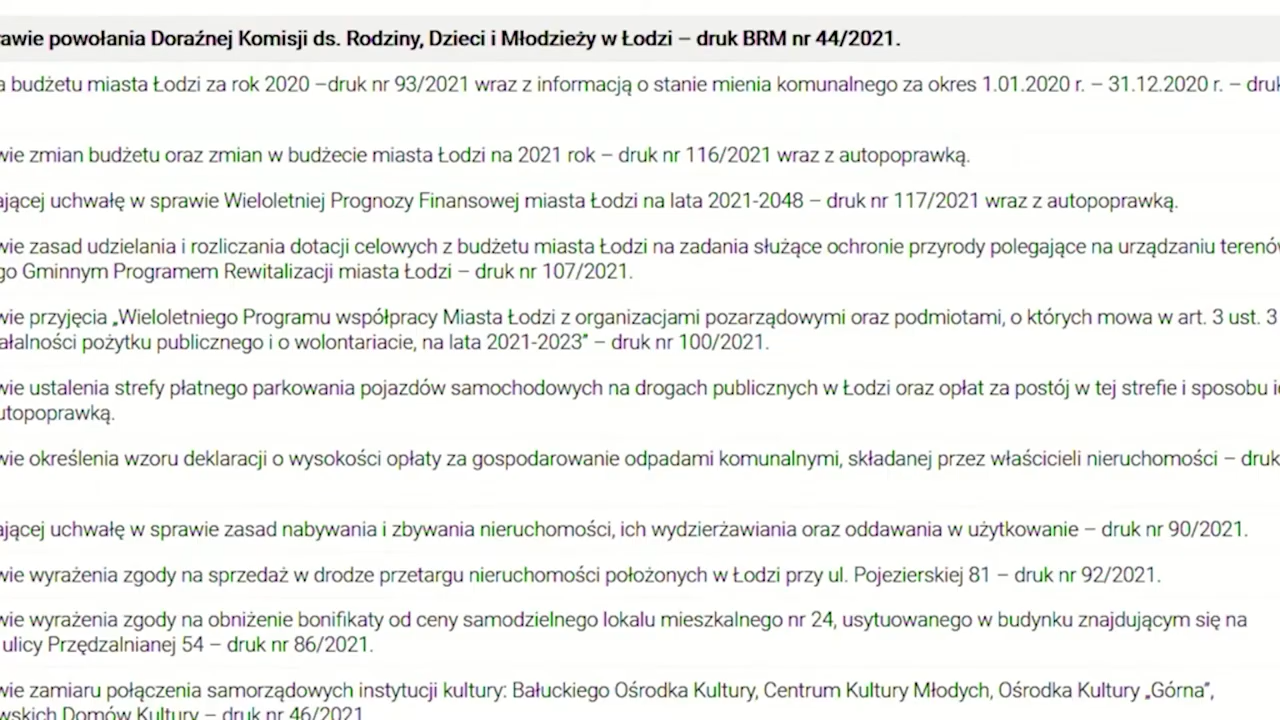 rawie powołania Doraźnej Komisji ds. Rodziny, Dzieci i Młodzieży w Łodzi – druk BRM nr 44/2021.
a budżetu miasta Łodzi za rok 2020 –druk nr 93/2021 wraz z informacją o stanie mienia komunalnego za okres 1.01.2020 r. – 31.12.2020 r. – druk
wie zmian budżetu oraz zmian w budżecie miasta Łodzi na 2021 rok – druk nr 116/2021 wraz z autopoprawką.
ającej uchwałę w sprawie Wieloletniej Prognozy Finansowej miasta Łodzi na lata 2021-2048 – druk nr 117/2021 wraz z autopoprawką.
wie zasad udzielania i rozliczania dotacji celowych z budżetu miasta Łodzi na zadania służące ochronie przyrody polegające na urządzaniu terenów
go Gminnym Programem Rewitalizacji miasta Łodzi – druk nr 107/2021.
wie przyjęcia „Wieloletniego Programu współpracy Miasta Łodzi z organizacjami pozarządowymi oraz podmiotami, o których mowa w art. 3 ust. 3
ałalności pożytku publicznego i o wolontariacie, na lata 2021-2023” – druk nr 100/2021.
wie ustalenia strefy płatnego parkowania pojazdów samochodowych na drogach publicznych w Łodzi oraz opłat za postój w tej strefie i sposobu ic
utopoprawką.
wie określenia wzoru deklaracji o wysokości opłaty za gospodarowanie odpadami komunalnymi, składanej przez właścicieli nieruchomości – druk
ającej uchwałę w sprawie zasad nabywania i zbywania nieruchomości, ich wydzierżawiania oraz oddawania w użytkowanie – druk nr 90/2021.
wie wyrażenia zgody na sprzedaż w drodze przetargu nieruchomości położonych w Łodzi przy ul. Pojezierskiej 81 – druk nr 92/2021.
wie wyrażenia zgody na obniżenie bonifikaty od ceny samodzielnego lokalu mieszkalnego nr 24, usytuowanego w budynku znajdującym się na
ulicy Przędzalnianej 54 – druk nr 86/2021.
wie zamiaru połączenia samorządowych instytucji kultury: Bałuckiego Ośrodka Kultury, Centrum Kultury Młodych, Ośrodka Kultury „Górna”,
wskich Domów Kultury – druk nr 46/2021